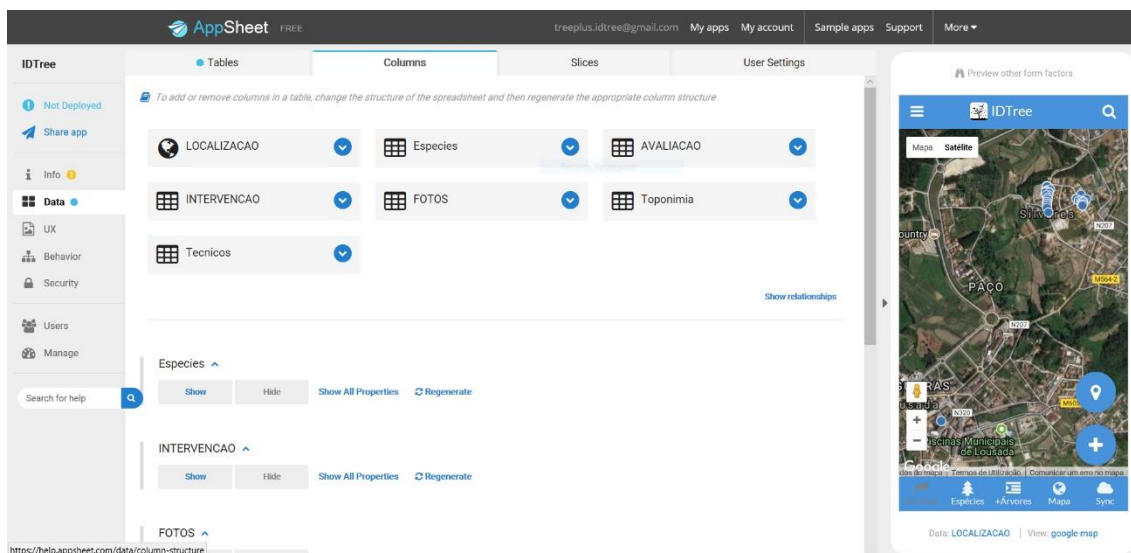 AppSheet FREE
treeplus.idtree@gmail.com My apps My account Sample apps Support More
IDTree
Not Deployed
Share app
Info
Data
UX
Behavior
Security
Users
Manage
Search for help
Tables Columns Slices User Settings
To add or remove columns in a table, change the structure of the spreadsheet and then regenerate the appropriate column structure
LOCALIZACAO Especies AVALIACAO
INTERVENCAO FOTOS Toponimia
Tecnicos
Show relationships
Especies
Show Hide Show All Properties Regenerate
INTERVENCAO
Show Hide Show All Properties Regenerate
FOTOS
https://help.appsheet.com/data/column-structure
Preview other form factors
IDTree
Mapa Satélite
Silvares
N207
ountry
PAÇO
M564-2
N207
N320
iscinas Municipais
de Lousada
Google
Termos de Utilização Comunicar um erro no mapa
Espécies +Árvores Mapa Sync
Data: LOCALIZACAO | View: google-map